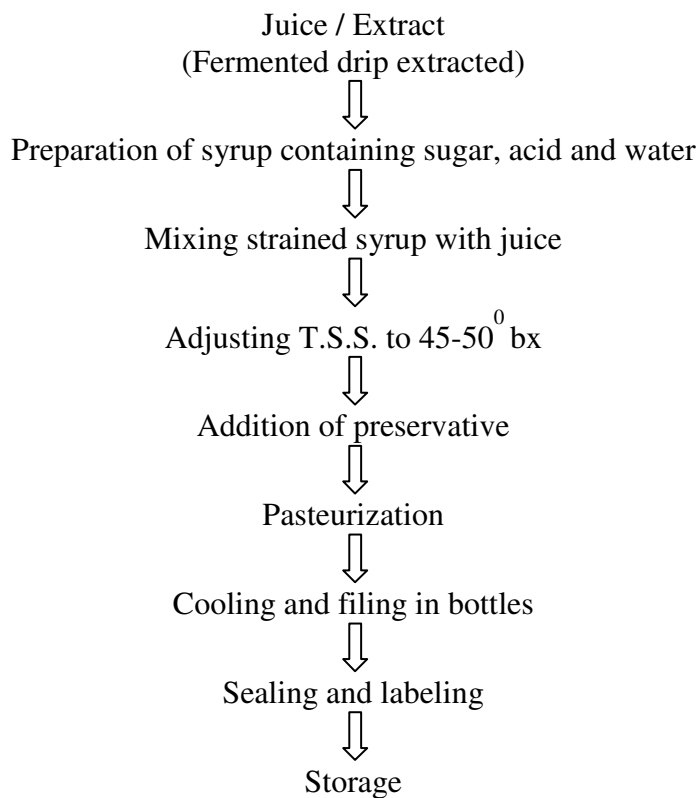 Juice / Extract
(Fermented drip extracted)
Preparation of syrup containing sugar, acid and water
Mixing strained syrup with juice
Adjusting T.S.S. to 45-50⁰ bx
Addition of preservative
Pasteurization
Cooling and filing in bottles
Sealing and labeling
Storage